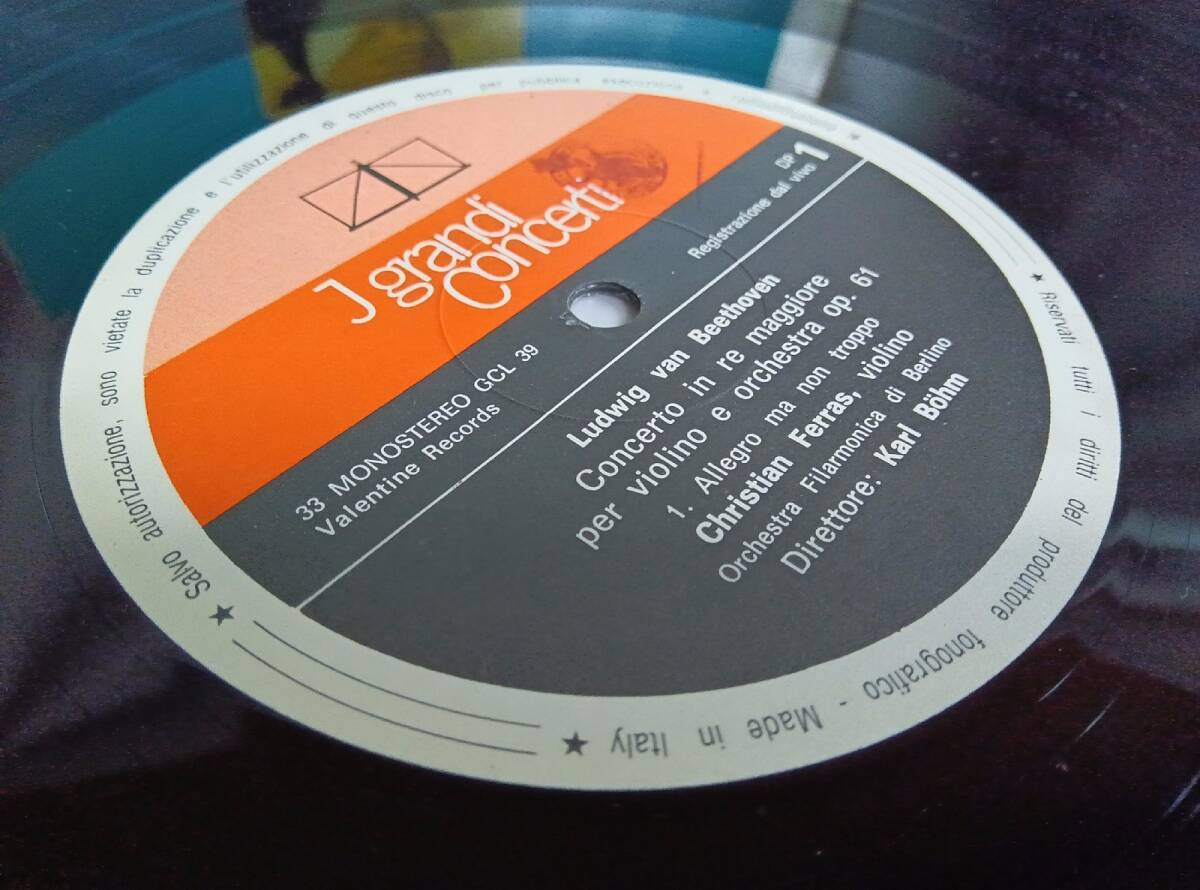 J grandi
concerti
33 MONOSTEREO GCL 39
Valentine Records
DP 1
Registrazione dal vivo
Ludwig van Beethoven
Concerto in re maggiore
per violino e orchestra op. 61
1. Allegro ma non troppo
Christian Ferras, violino
Orchestra Filarmonica di Berlino
Direttore: Karl Böhm
★ Salvo autorizzazione, sono vietate la duplicazione e l'utilizzazione di questo disco per pubblica esecuzione e radiodiffusione ★
★ Riservati tutti i diritti del produttore fonografico - Made in Italy ★